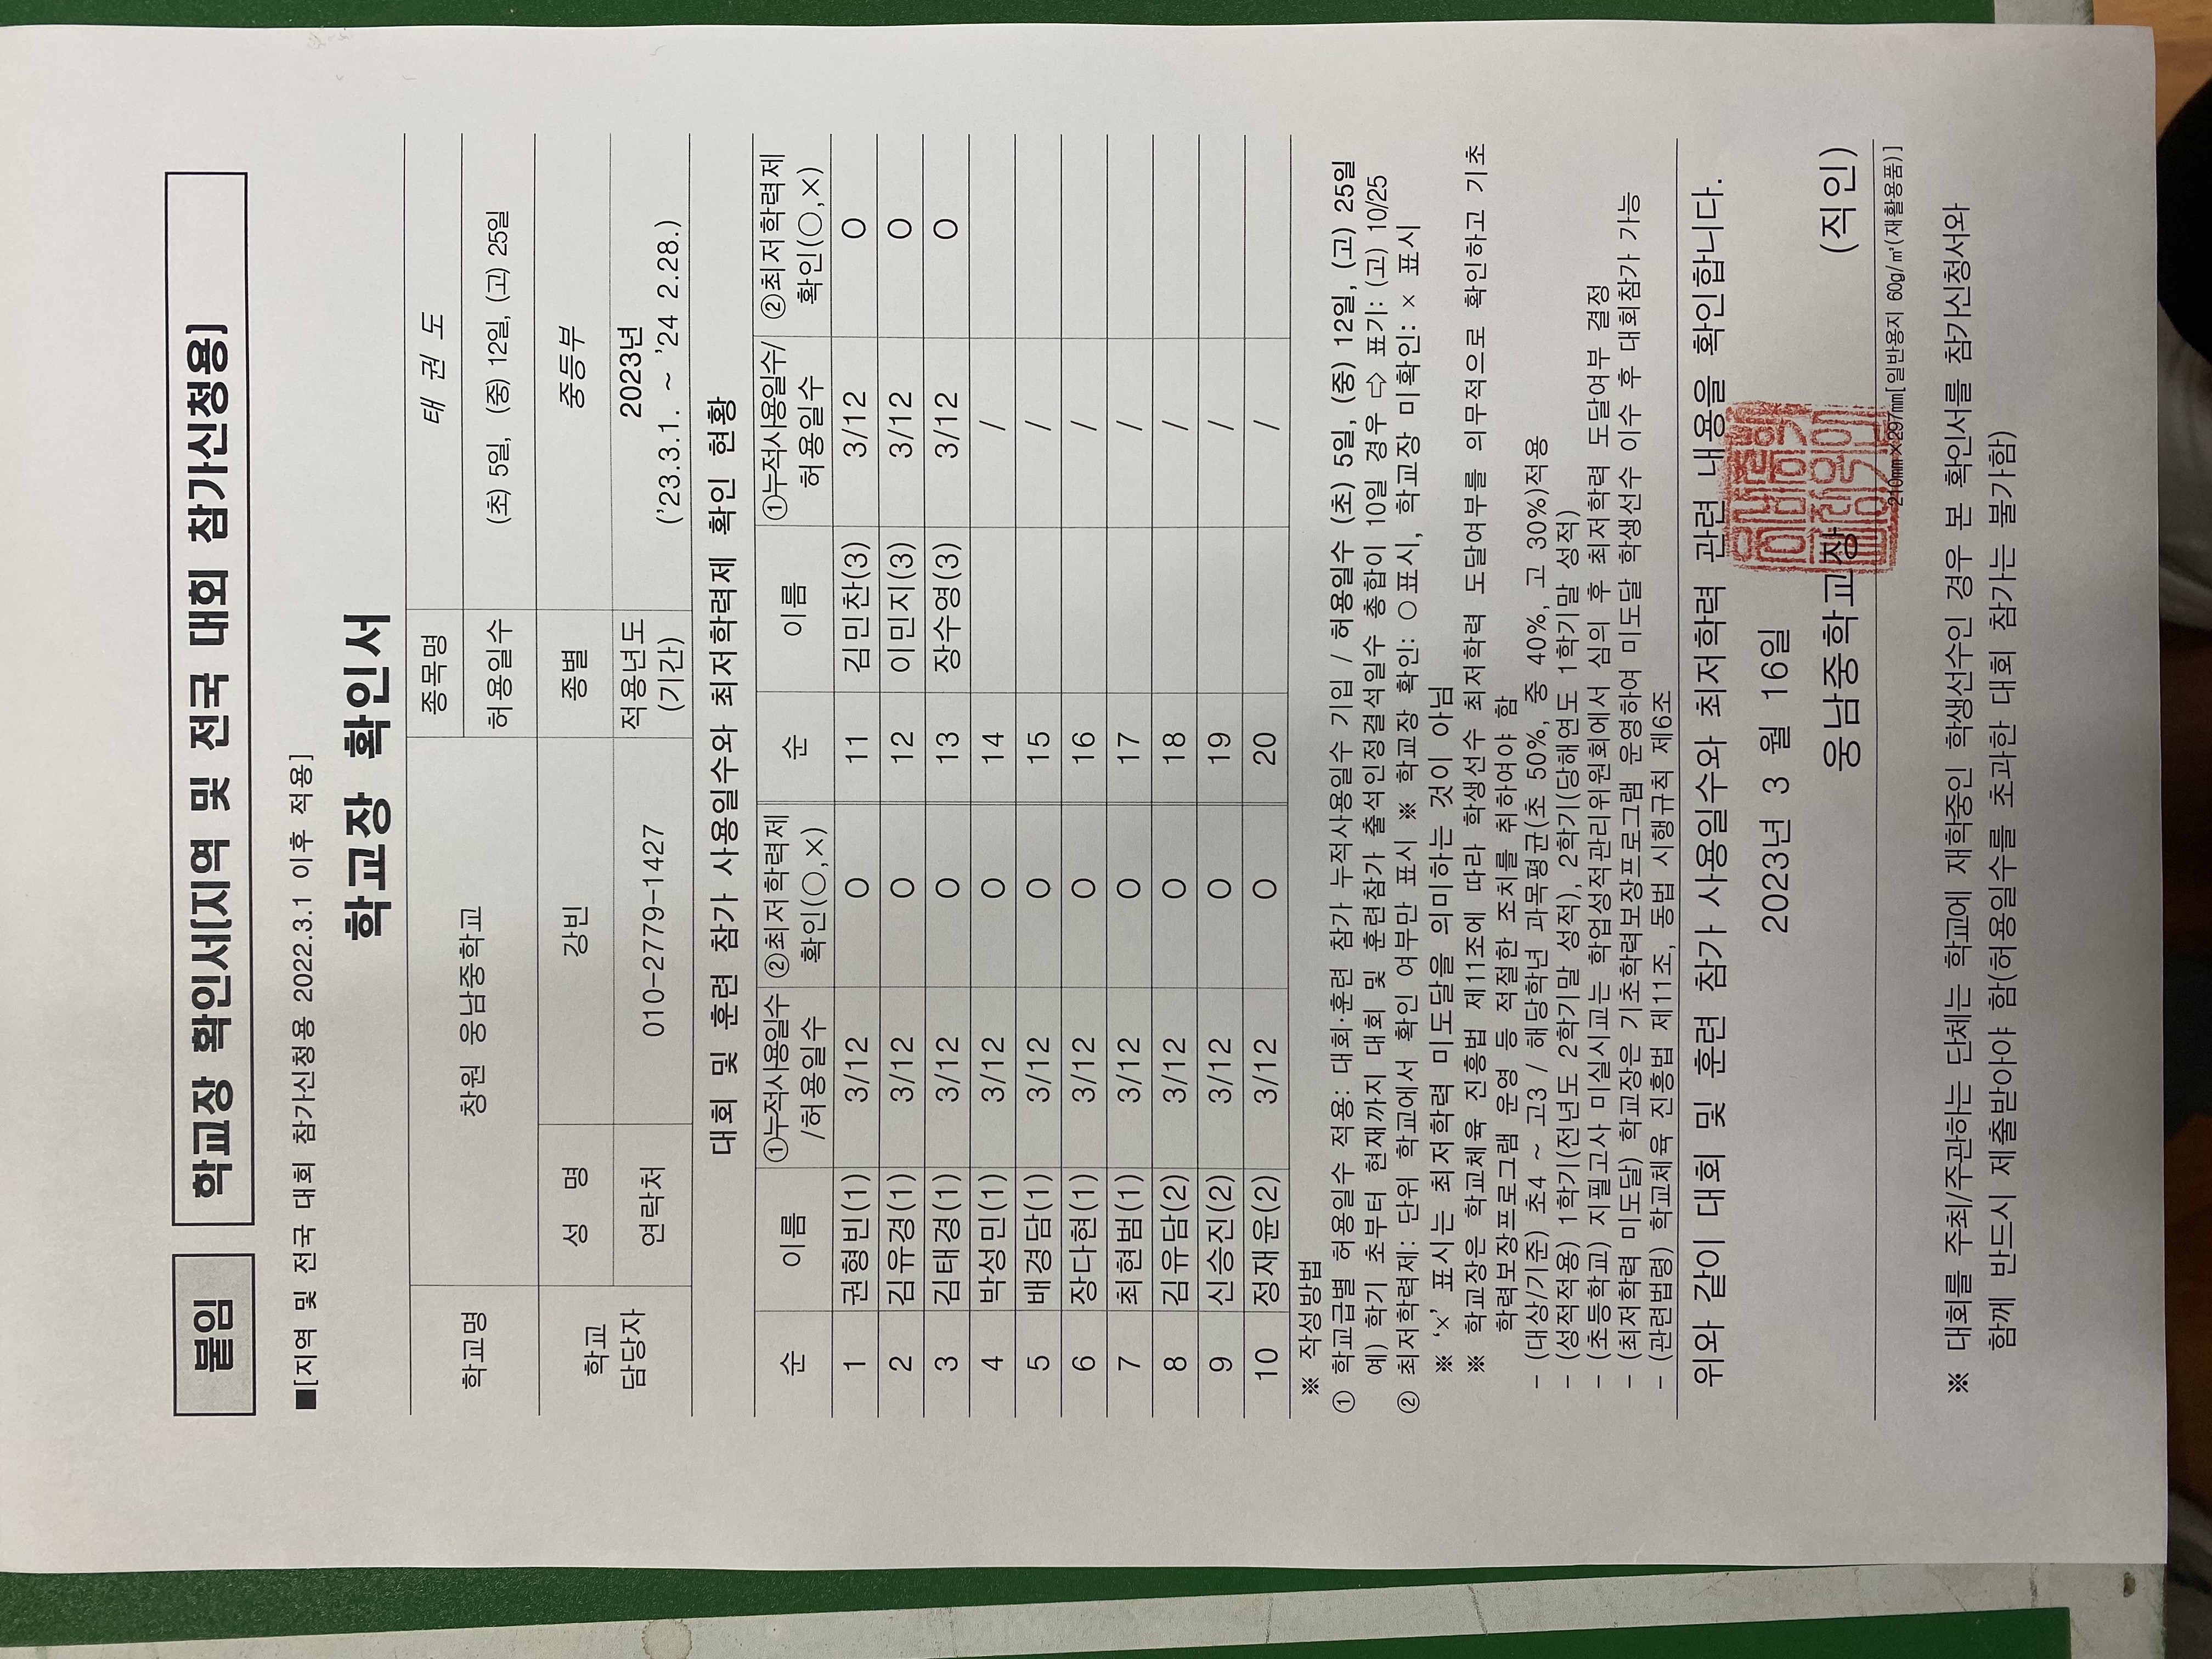 붙임
학교장 확인서[지역 및 전국 대회 참가신청용]
■[지역 및 전국 대회 참가신청용 2022.3.1 이후 적용]
학교장 확인서
학교명 창원 웅남중학교 종목명 태 권 도
허용일수 (초) 5일, (중) 12일, (고) 25일
학교 담당자 성 명 강빈 종별 중등부
연락처 010-2779-1427 적용년도 (기간) 2023년
('23.3.1. ~ '24 2.28.)
대회 및 훈련 참가 사용일수와 최저학력제 확인 현황
순 이름 ①누적사용일수 /허용일수 ②최저학력제 확인(○,×) 순 이름 ①누적사용일수/ 허용일수 ②최저학력제 확인(○,×)
1 권형빈(1) 3/12 O 11 김민찬(3) 3/12 O
2 김유경(1) 3/12 O 12 이민지(3) 3/12 O
3 김태경(1) 3/12 O 13 장수영(3) 3/12 O
4 박성민(1) 3/12 O 14 /
5 배경담(1) 3/12 O 15 /
6 장다현(1) 3/12 O 16 /
7 최현범(1) 3/12 O 17 /
8 김유담(2) 3/12 O 18 /
9 신승진(2) 3/12 O 19 /
10 정재윤(2) 3/12 O 20 /
※ 작성방법
① 학교급별 허용일수 적용: 대회·훈련 참가 누적사용일수 기입 / 허용일수 (초) 5일, (중) 12일, (고) 25일
예) 학기 초부터 현재까지 대회 및 훈련참가 출석인정결석일수 총합이 10일 경우 ⇨ 표기: (고) 10/25
② 최저학력제: 단위 학교에서 확인 여부만 표시 ※ 학교장 확인: ○표시, 학교장 미확인: × 표시
※ '×' 표시는 최저학력 미도달을 의미하는 것이 아님
※ 학교장은 학교체육 진흥법 제11조에 따라 학생선수 최저학력 도달여부를 의무적으로 확인하고 기초
학력보장프로그램 운영 등 적절한 조치를 취하여야 함
- (대상/기준) 초4 ~ 고3 / 해당학년 과목평균(초 50%, 중 40%, 고 30%)적용
- (성적적용) 1학기(전년도 2학기말 성적), 2학기(당해연도 1학기말 성적)
- (초등학교) 지필고사 미실시교는 학업성적관리위원회에서 심의 후 최저학력 도달여부 결정
- (최저학력 미도달) 학교장은 기초학력보장프로그램 운영하여 미도달 학생선수 이수 후 대회참가 가능
- (관련법령) 학교체육 진흥법 제11조, 동법 시행규칙 제6조
위와 같이 대회 및 훈련 참가 사용일수와 최저학력 관련 내용을 확인합니다.
2023년 3 월 16일
웅남중학교장 (직인)
210mm×297mm[일반용지 60g/㎡(재활용품)]
※ 대회를 주최/주관하는 단체는 학교에 재학중인 학생선수인 경우 본 확인서를 참가신청서와
함께 반드시 제출받아야 함(허용일수를 초과한 대회 참가는 불가함)